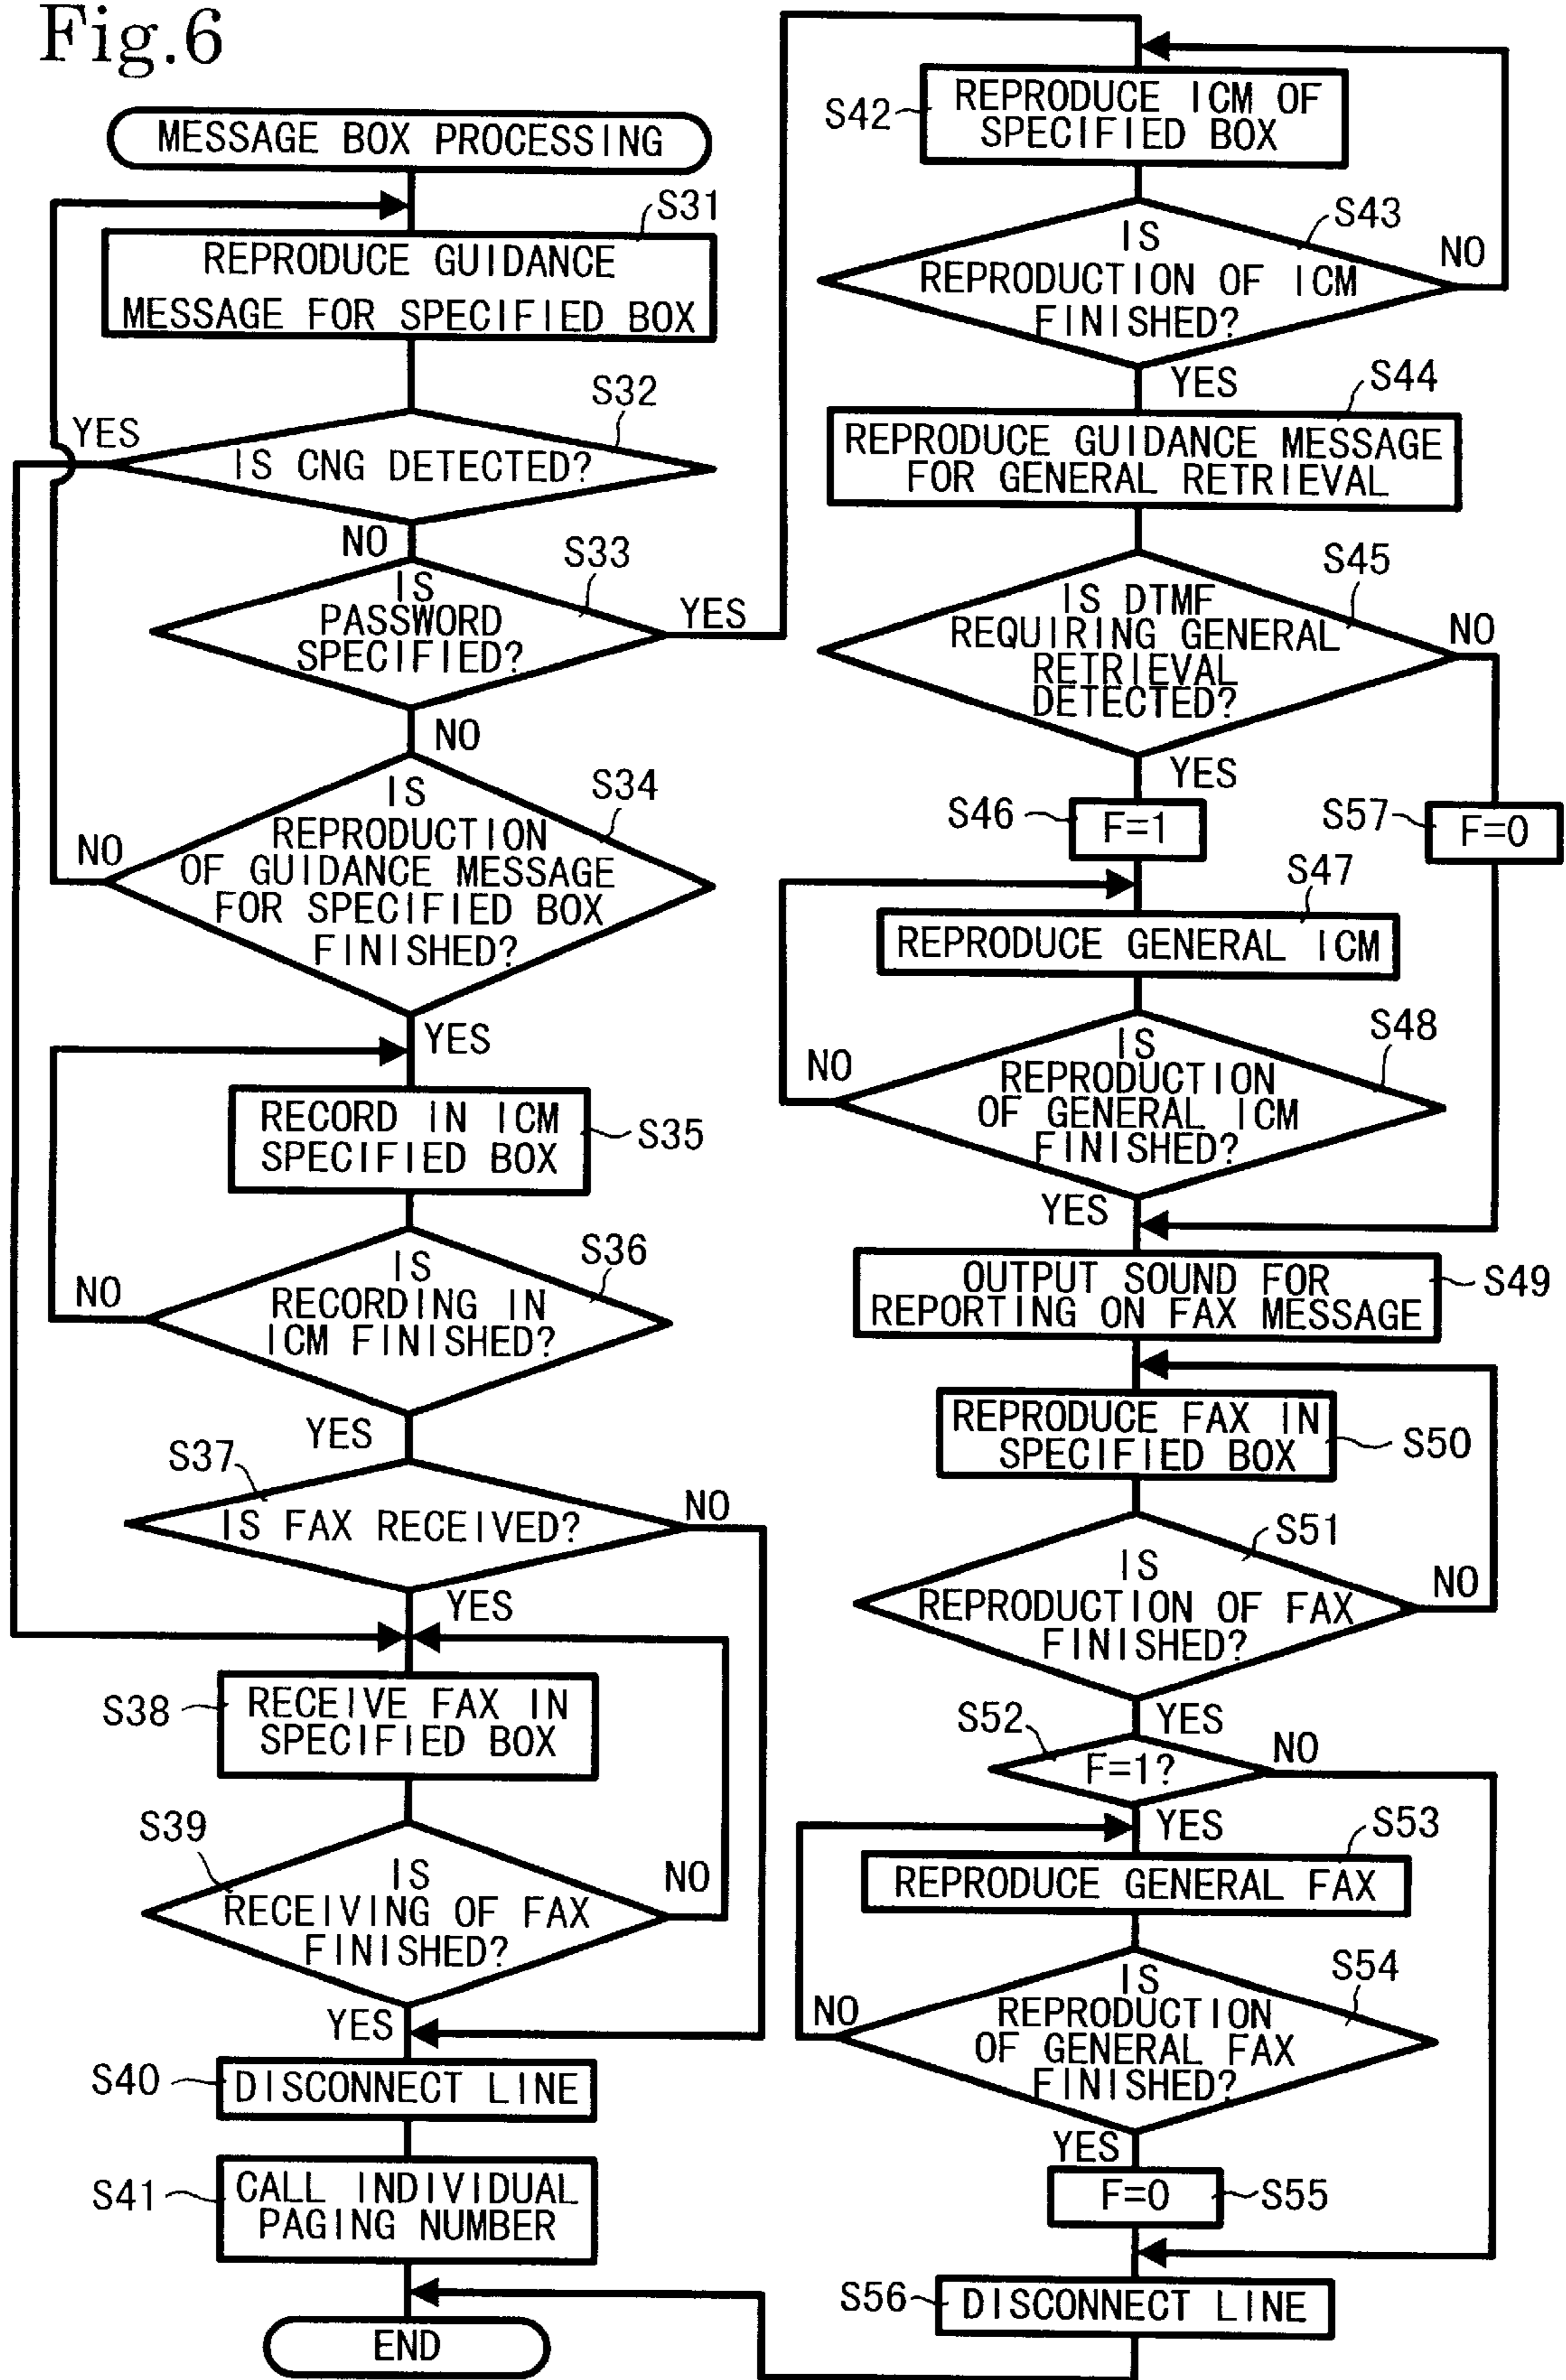 Fig.6
MESSAGE BOX PROCESSING
S31
REPRODUCE GUIDANCE
MESSAGE FOR SPECIFIED BOX
S32
YES
IS CNG DETECTED?
NO
S33
IS
PASSWORD
SPECIFIED?
YES
NO
S34
IS
REPRODUCTION
OF GUIDANCE MESSAGE
FOR SPECIFIED BOX
FINISHED?
NO
YES
RECORD IN ICM
SPECIFIED BOX
S35
S36
IS
RECORDING IN
ICM FINISHED?
NO
YES
S37
IS FAX RECEIVED?
NO
YES
S38
RECEIVE FAX IN
SPECIFIED BOX
S39
IS
RECEIVING OF FAX
FINISHED?
NO
YES
S40
DISCONNECT LINE
S41
CALL INDIVIDUAL
PAGING NUMBER
END
S42
REPRODUCE ICM OF
SPECIFIED BOX
S43
IS
REPRODUCTION OF ICM
FINISHED?
NO
YES
S44
REPRODUCE GUIDANCE MESSAGE
FOR GENERAL RETRIEVAL
S45
IS DTMF
REQUIRING GENERAL
RETRIEVAL
DETECTED?
NO
YES
S46
F=1
S57
F=0
S47
REPRODUCE GENERAL ICM
S48
IS
REPRODUCTION
OF GENERAL ICM
FINISHED?
NO
YES
OUTPUT SOUND FOR
REPORTING ON FAX MESSAGE
S49
REPRODUCE FAX IN
SPECIFIED BOX
S50
S51
IS
REPRODUCTION OF FAX
FINISHED?
NO
YES
S52
F=1?
NO
YES
S53
REPRODUCE GENERAL FAX
S54
IS
REPRODUCTION
OF GENERAL FAX
FINISHED?
NO
YES
F=0
S55
S56
DISCONNECT LINE